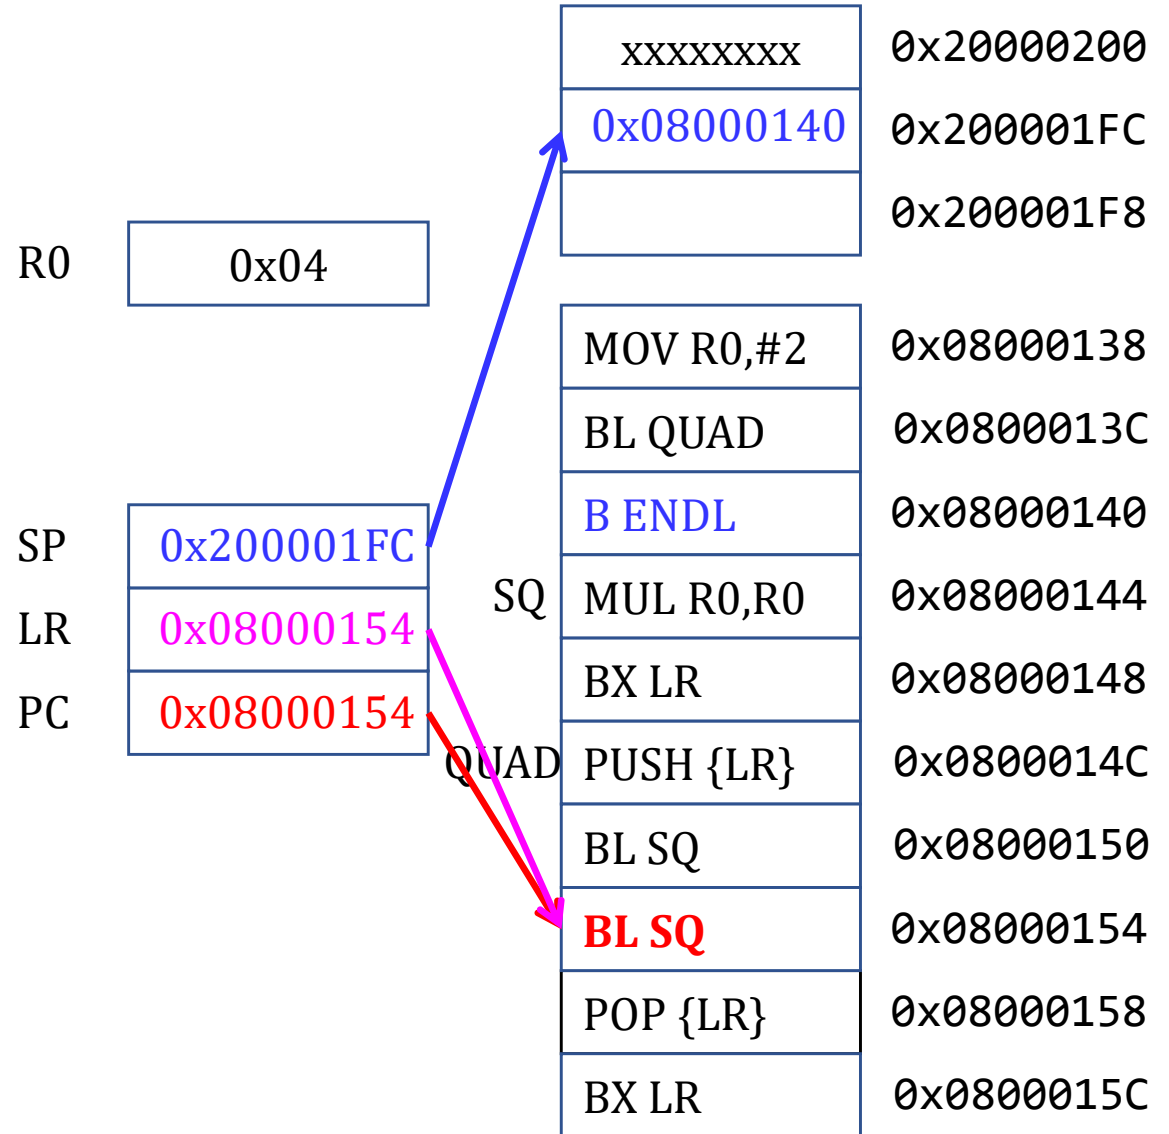 xxxxxxxx 0x20000200
0x08000140 0x200001FC
0x200001F8
R0 0x04
MOV R0,#2 0x08000138
BL QUAD 0x0800013C
SP 0x200001FC B ENDL 0x08000140
LR 0x08000154 SQ MUL R0,R0 0x08000144
PC 0x08000154 BX LR 0x08000148
QUAD PUSH {LR} 0x0800014C
BL SQ 0x08000150
BL SQ 0x08000154
POP {LR} 0x08000158
BX LR 0x0800015C